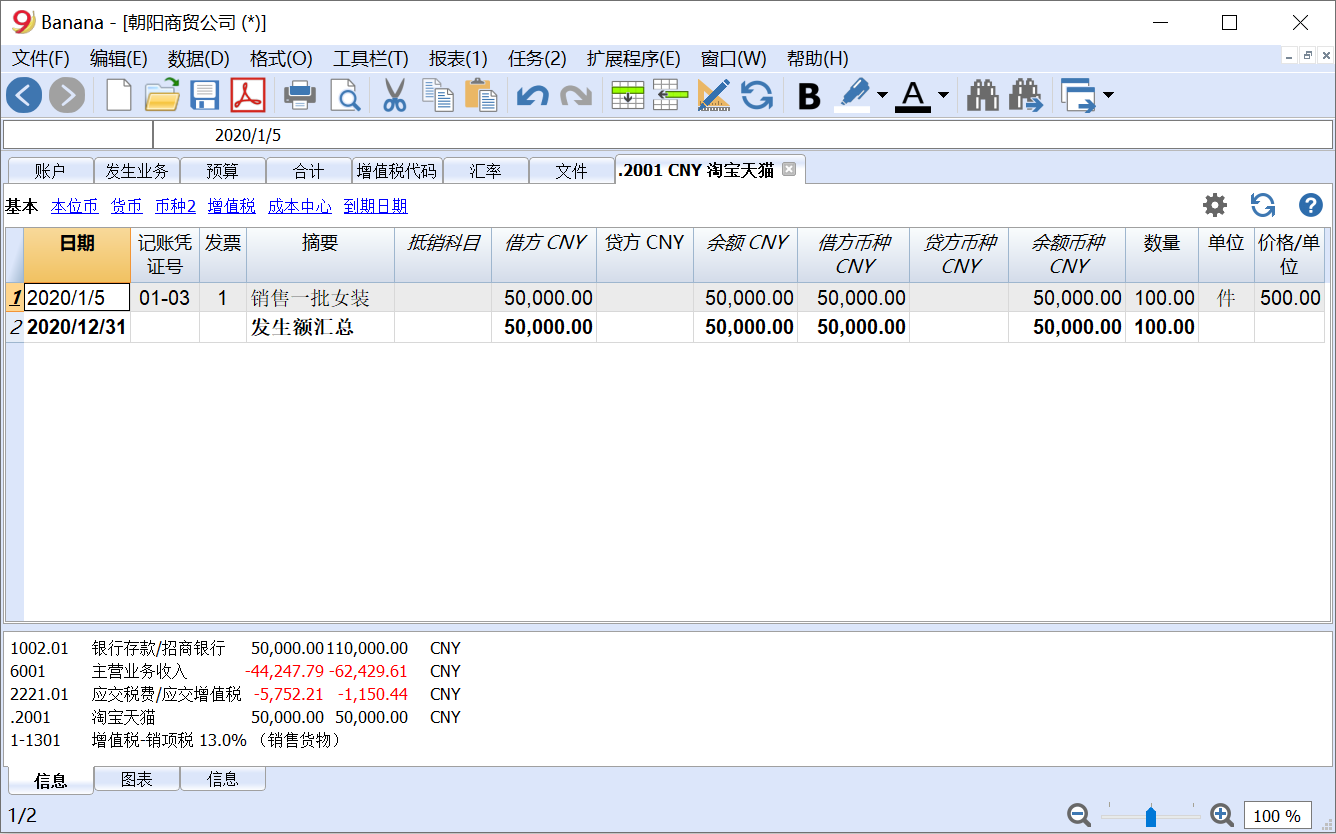 Banana - [朝阳商贸公司 (*)]
文件(F) 编辑(E) 数据(D) 格式(O) 工具栏(T) 报表(1) 任务(2) 扩展程序(E) 窗口(W) 帮助(H)
B A
2020/1/5
账户 发生业务 预算 合计 增值税代码 汇率 文件 .2001 CNY 淘宝天猫
基本 本位币 货币 币种2 增值税 成本中心 到期日期
日期 记账凭证号 发票 摘要 抵销科目 借方 CNY 贷方 CNY 余额 CNY 借方币种 CNY 贷方币种 CNY 余额币种 CNY 数量 单位 价格/单位
1 2020/1/5 01-03 1 销售一批女装 50,000.00 50,000.00 50,000.00 50,000.00 100.00 件 500.00
2 2020/12/31 发生额汇总 50,000.00 50,000.00 50,000.00 50,000.00 100.00
1002.01 银行存款/招商银行 50,000.00 110,000.00 CNY
6001 主营业务收入 -44,247.79 -62,429.61 CNY
2221.01 应交税费/应交增值税 -5,752.21 -1,150.44 CNY
.2001 淘宝天猫 50,000.00 50,000.00 CNY
1-1301 增值税-销项税 13.0% （销售货物）
信息 图表 信息
1/2 100 %